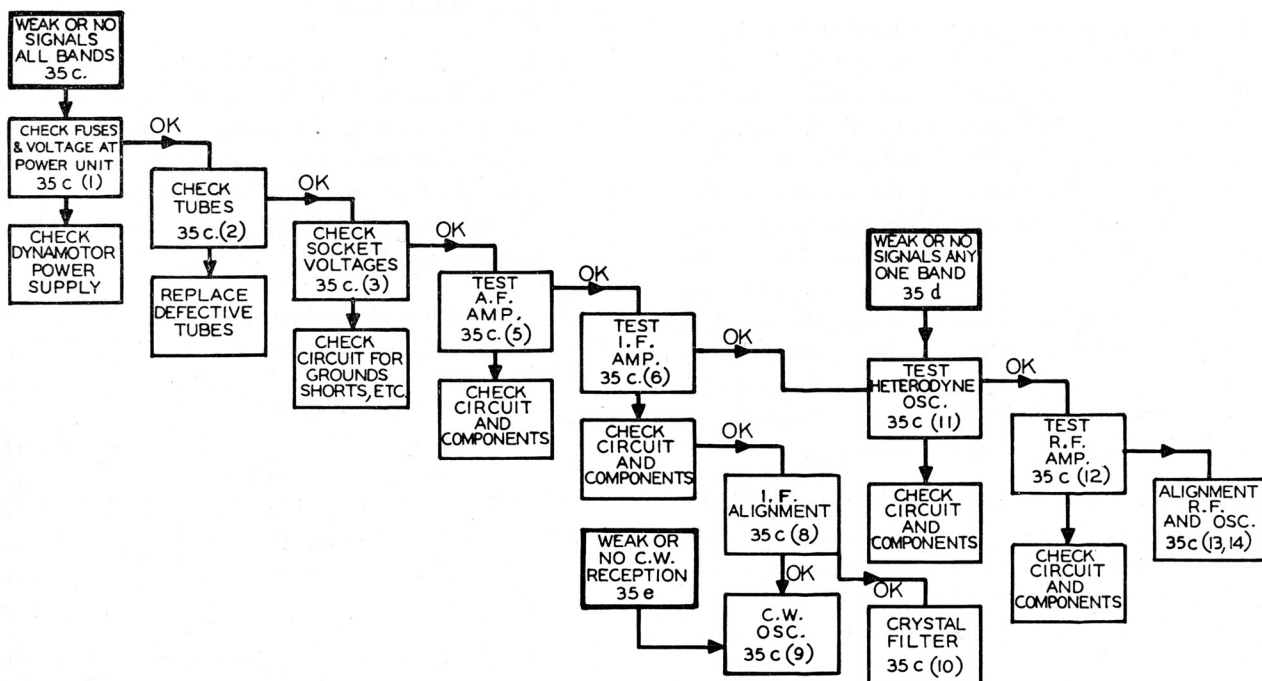 WEAK OR NO
SIGNALS
ALL BANDS
35 c.
CHECK FUSES
& VOLTAGE AT
POWER UNIT
35 c (1)
OK
CHECK
DYNAMOTOR
POWER
SUPPLY
CHECK
TUBES
35 c. (2)
OK
REPLACE
DEFECTIVE
TUBES
CHECK
SOCKET
VOLTAGES
35 c. (3)
OK
CHECK
CIRCUIT FOR
GROUNDS
SHORTS, ETC.
TEST
A.F.
AMP.
35 c. (5)
OK
CHECK
CIRCUIT
AND
COMPONENTS
TEST
I.F.
AMP.
35 c. (6)
OK
CHECK
CIRCUIT
AND
COMPONENTS
OK
I.F.
ALIGNMENT
35 c (8)
OK
OK
WEAK OR
NO C.W.
RECEPTION
35 e
C.W.
OSC.
35 c (9)
CRYSTAL
FILTER
35 c (10)
WEAK OR NO
SIGNALS ANY
ONE BAND
35 d
TEST
HETERODYNE
OSC.
35 c (11)
OK
CHECK
CIRCUIT
AND
COMPONENTS
TEST
R.F.
AMP.
35 c (12)
CHECK
CIRCUIT
AND
COMPONENTS
ALIGNMENT
R.F.
AND OSC.
35c (13,14)